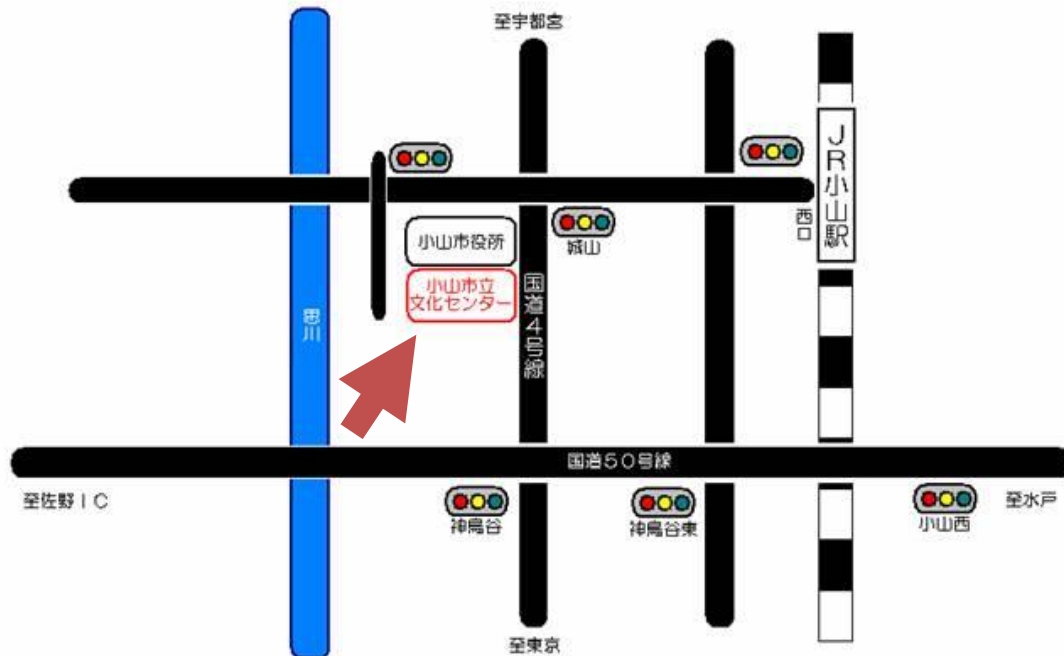 至宇都宮
JR小山駅
西口
城山
小山市役所
小山市立
文化センター
国道4号線
思川
国道50号線
至佐野IC
神鳥谷
神鳥谷東
小山西
至水戸
至東京